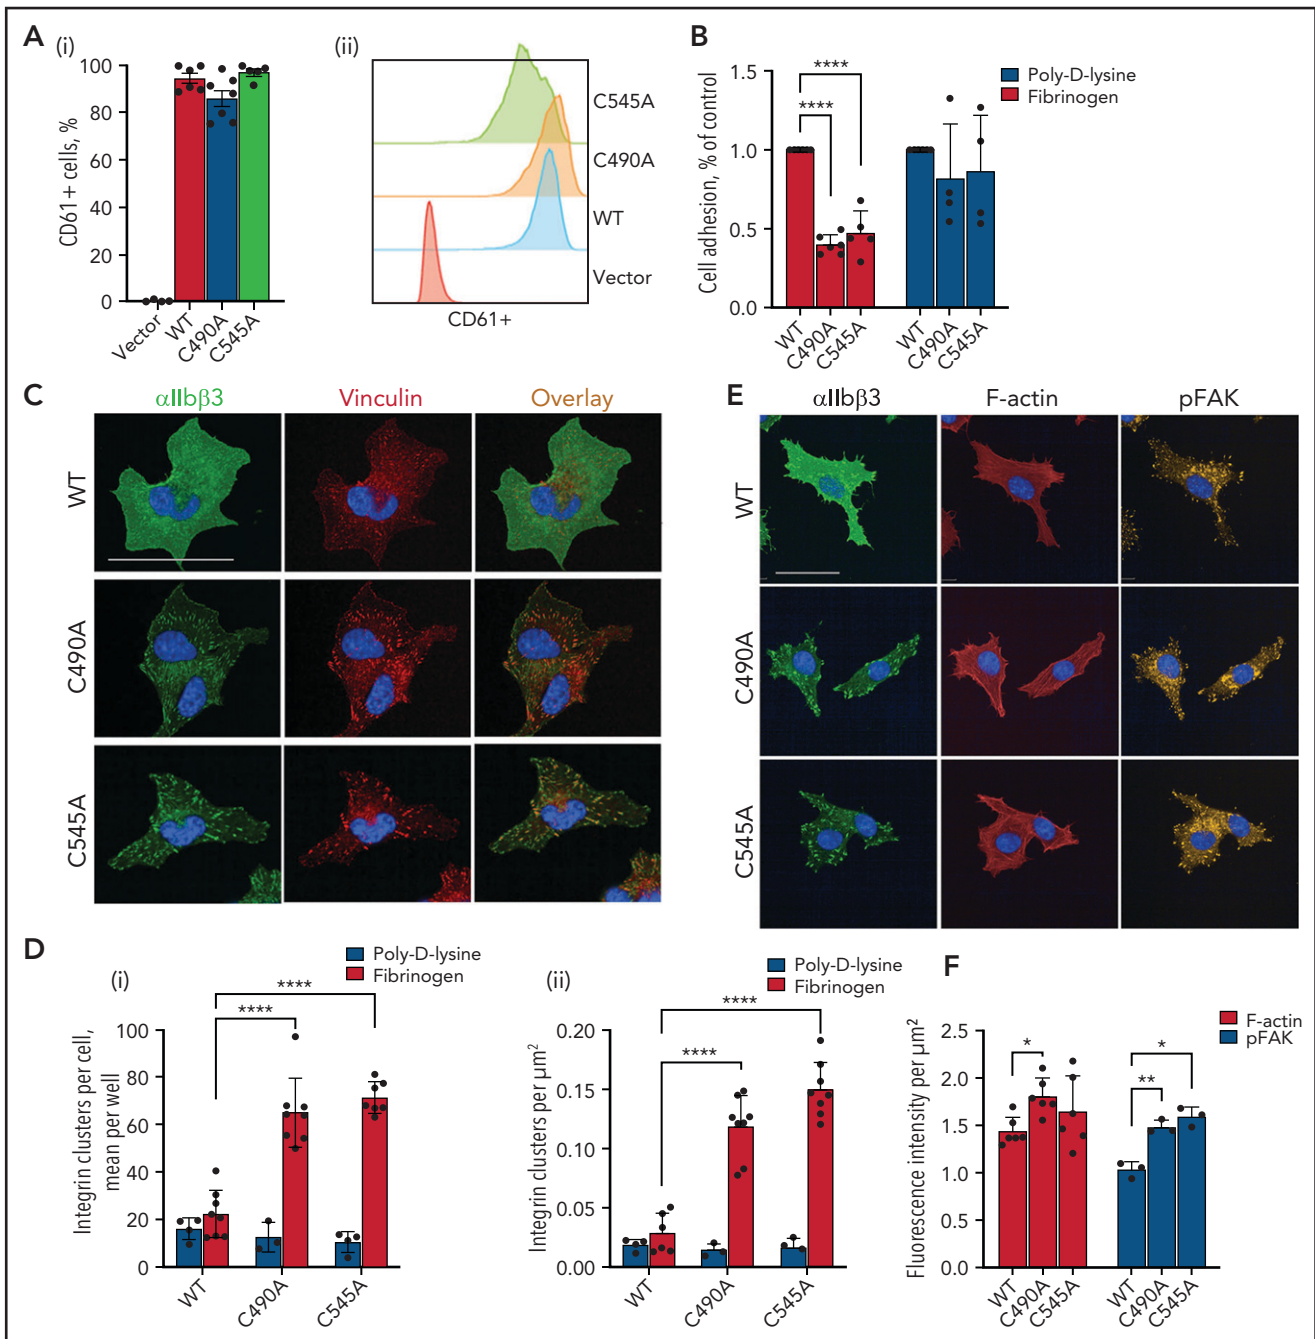 A
(i)
CD61+ cells, %
100
80
60
40
20
0
Vector
WT
C490A
C545A
(ii)
C545A
C490A
WT
Vector
CD61+
B
Poly-D-lysine
Fibrinogen
Cell adhesion, % of control
1.5
1.0
0.5
0.0
****
****
WT
C490A
C545A
WT
C490A
C545A
C
αIIbβ3
Vinculin
Overlay
WT
C490A
C545A
E
αIIbβ3
F-actin
pFAK
WT
C490A
C545A
D
(i)
Poly-D-lysine
Fibrinogen
Integrin clusters per cell,
mean per well
100
80
60
40
20
0
****
****
WT
C490A
C545A
(ii)
Poly-D-lysine
Fibrinogen
Integrin clusters per µm²
0.20
0.15
0.10
0.05
0.00
****
****
WT
C490A
C545A
F
F-actin
pFAK
Fluorescence intensity per µm²
2.5
2.0
1.5
1.0
0.5
0.0
*
*
**
WT
C490A
C545A
WT
C490A
C545A